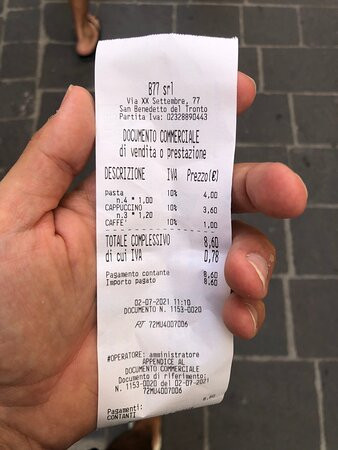 B77 srl
Via XX Settembre, 77
San Benedetto del Tronto
Partita Iva: 02328890443
DOCUMENTO COMMERCIALE
di vendita o prestazione
DESCRIZIONE IVA Prezzo(€)
pasta 10% 4,00
n.4 * 1,00
CAPPUCCINO 10% 3,60
n.3 * 1,20
CAFFE' 10% 1,00
TOTALE COMPLESSIVO 8,60
di cui IVA 0,78
Pagamento contante 8,60
Importo pagato 8,60
02-07-2021 11:10
DOCUMENTO N. 1153-0020
RT 72MU4007006
#OPERATORE: amministratore
APPENDICE AL
DOCUMENTO COMMERCIALE
Documento di riferimento:
N. 1153-0020 del 02-07-2021
72MU4007006
Pagamenti:
CONTANTI 8,60